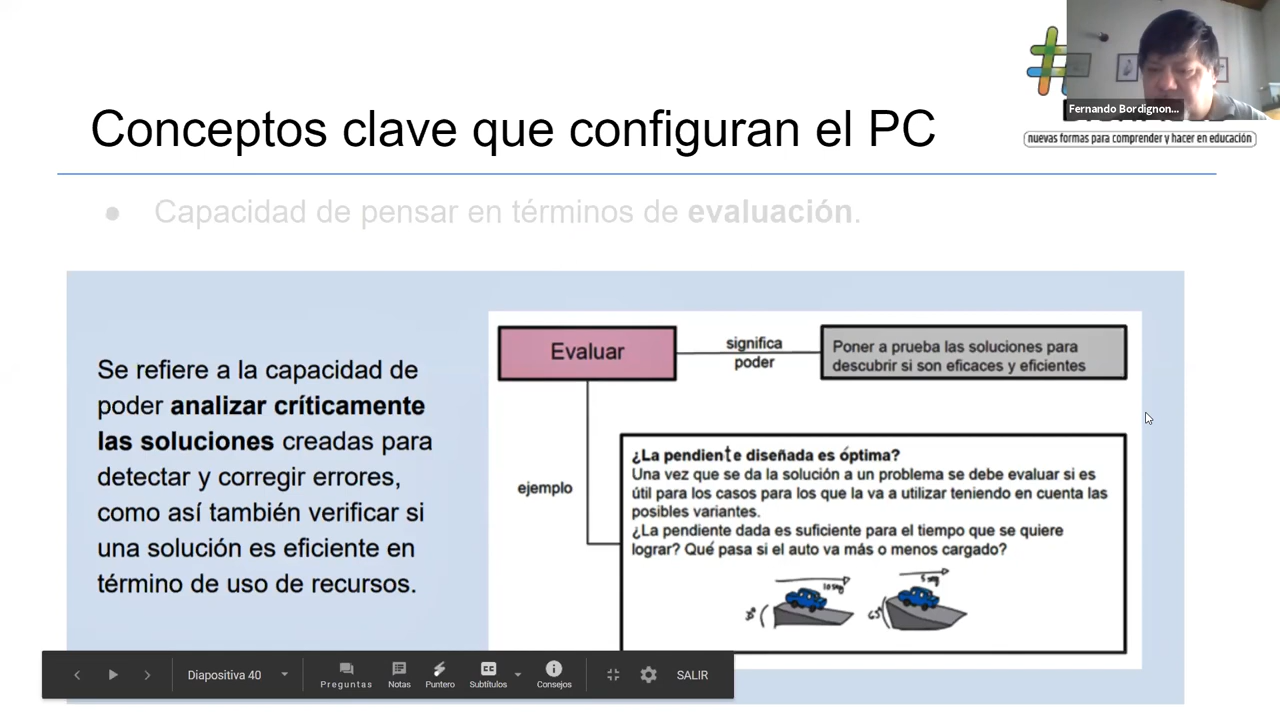 Fernando Bordignon...
nuevas formas para comprender y hacer en educación
Conceptos clave que configuran el PC
● Capacidad de pensar en términos de evaluación.
Se refiere a la capacidad de
poder analizar críticamente
las soluciones creadas para
detectar y corregir errores,
como así también verificar si
una solución es eficiente en
término de uso de recursos.
Evaluar
significa
poder
Poner a prueba las soluciones para
descubrir si son eficaces y eficientes
ejemplo
¿La pendiente diseñada es óptima?
Una vez que se da la solución a un problema se debe evaluar si es
útil para los casos para los que la va a utilizar teniendo en cuenta las
posibles variantes.
¿La pendiente dada es suficiente para el tiempo que se quiere
lograr? Qué pasa si el auto va más o menos cargado?
10 seg
5 seg
Diapositiva 40
Preguntas
Notas
Puntero
CC
Subtítulos
Consejos
SALIR